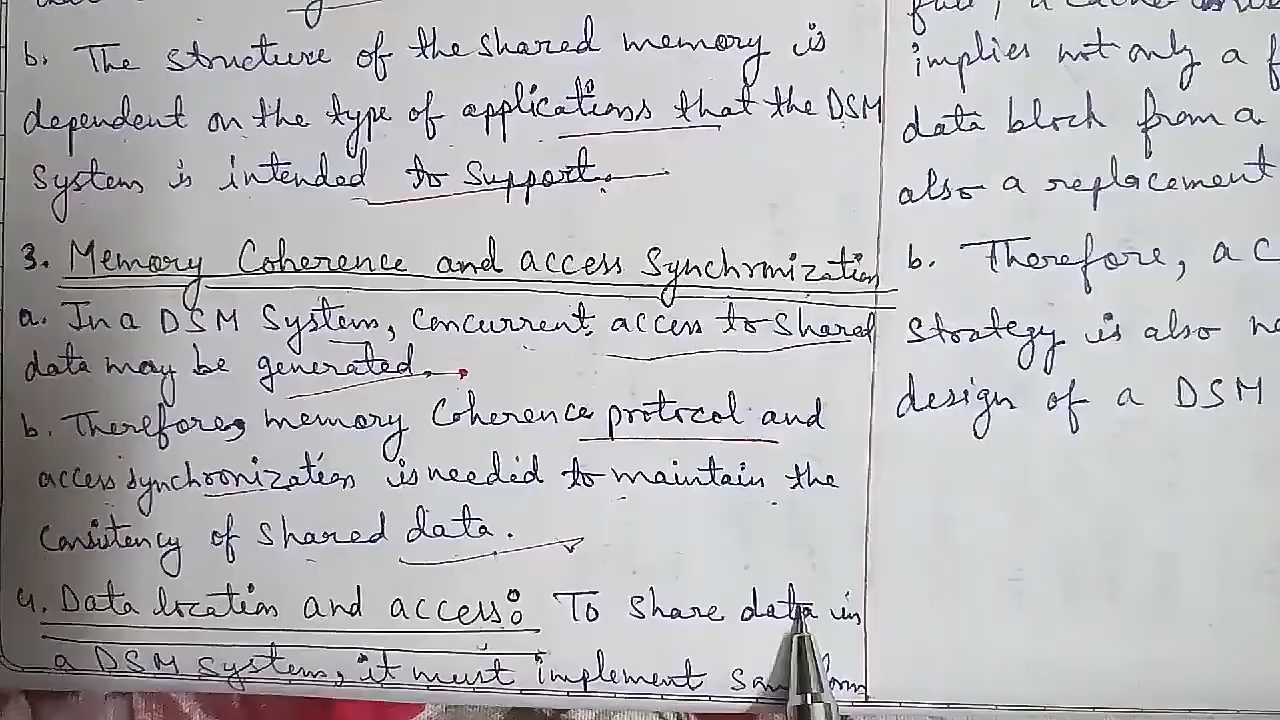 b. The structure of the shared memory is
dependent on the type of applications that the DSM
system is intended to support.
3. Memory Coherence and access Synchronization
a. In a DSM System, concurrent access to shared
data may be generated.
b. Therefore, memory coherence protocol and
access synchronization is needed to maintain the
consistency of shared data.
4. Data location and access: To share data in
a DSM system, it must implement form
implies not only a f
data block from a
also a replacement
b. Therefore, a c
strategy is also ne
design of a DSM